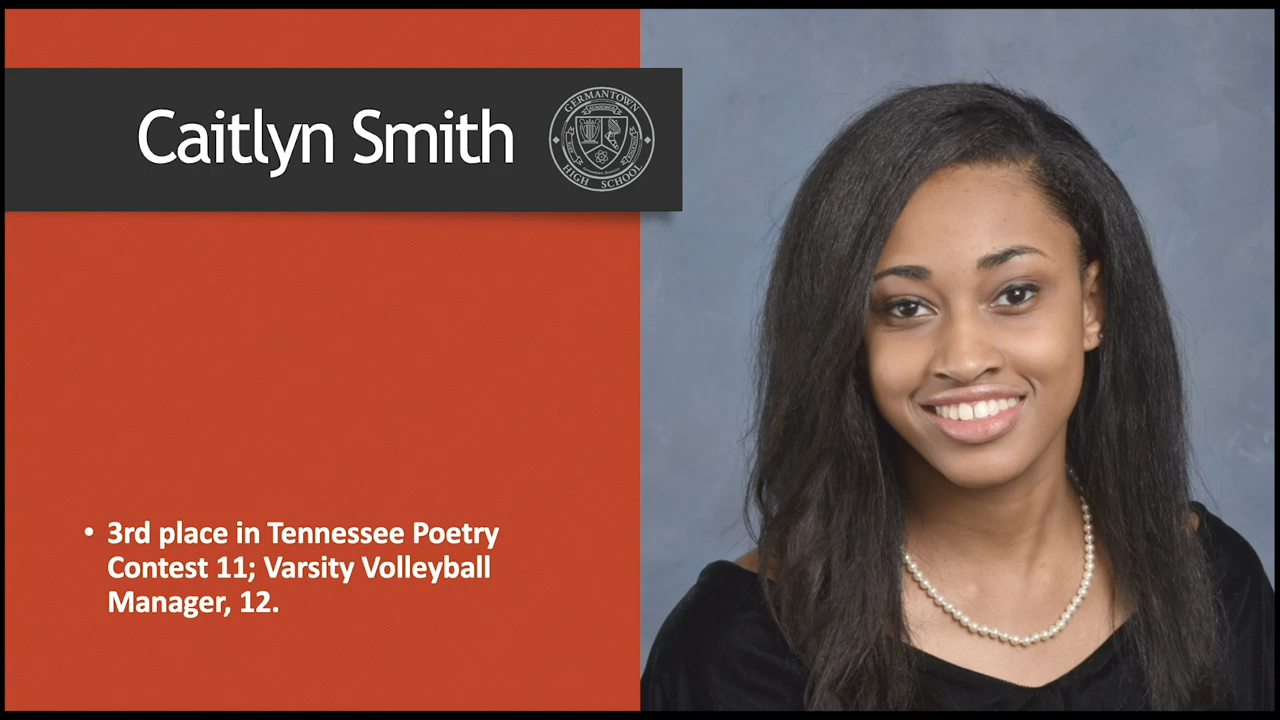 Caitlyn Smith
GERMANTOWN
HIGH SCHOOL
• 3rd place in Tennessee Poetry
Contest 11; Varsity Volleyball
Manager, 12.